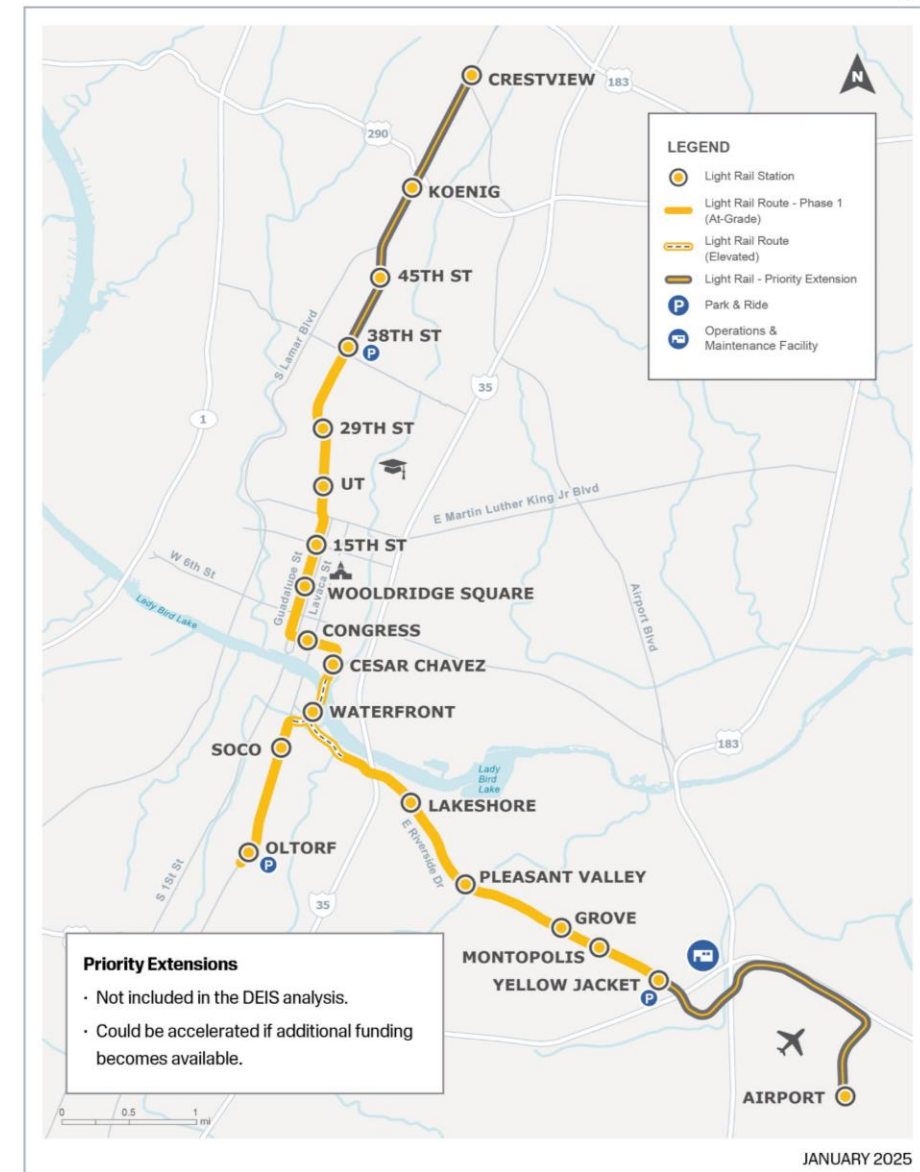 CRESTVIEW
183
N
290
KOENIG
LEGEND
Light Rail Station
Light Rail Route - Phase 1
(At-Grade)
Light Rail Route
(Elevated)
Light Rail - Priority Extension
P Park & Ride
Operations &
Maintenance Facility
45TH ST
S Lamar Blvd
38TH ST
P
35
1
29TH ST
UT
E Martin Luther King Jr Blvd
15TH ST
W 6th St
Guadalupe St
Lavaca St
WOOLDRIDGE SQUARE
Airport Blvd
Lady Bird Lake
CONGRESS
CESAR CHAVEZ
WATERFRONT
SOCO
183
Lady
Bird
Lake
LAKESHORE
E Riverside Dr
OLTORF
P
S 1St St
PLEASANT VALLEY
35
GROVE
MONTOPOLIS
YELLOW JACKET
P
Priority Extensions
· Not included in the DEIS analysis.
· Could be accelerated if additional funding
becomes available.
AIRPORT
0 0.5 1
mi
JANUARY 2025